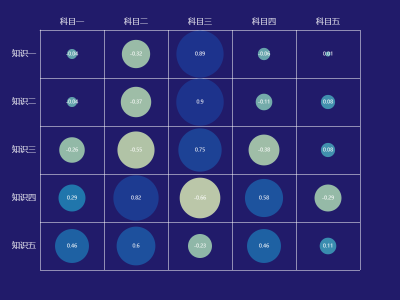 科目一 科目二 科目三 科目四 科目五
知识一 -0.04 -0.32 0.89 -0.06 0.01
知识二 -0.04 -0.37 0.9 -0.11 0.08
知识三 -0.26 -0.55 0.75 -0.38 0.08
知识四 0.29 0.82 -0.66 0.58 -0.29
知识五 0.46 0.6 -0.23 0.46 0.11